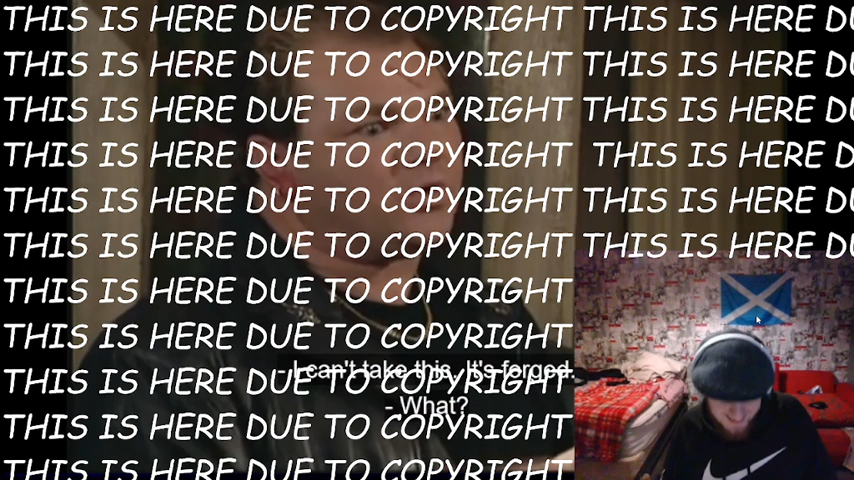 THIS IS HERE DUE TO COPYRIGHT THIS IS HERE DU
THIS IS HERE DUE TO COPYRIGHT THIS IS HERE DU
THIS IS HERE DUE TO COPYRIGHT THIS IS HERE DU
THIS IS HERE DUE TO COPYRIGHT THIS IS HERE D
THIS IS HERE DUE TO COPYRIGHT THIS IS HERE DU
THIS IS HERE DUE TO COPYRIGHT THIS IS HERE DU
THIS IS HERE DUE TO COPYRIGHT
THIS IS HERE DUE TO COPYRIGHT
I can't take this. It's forged.
THIS IS HERE DUE TO COPYRIGHT
- What?
THIS IS HERE DUE TO COPYRIGHT
THIS IS HERE DUE TO COPYRIGHT